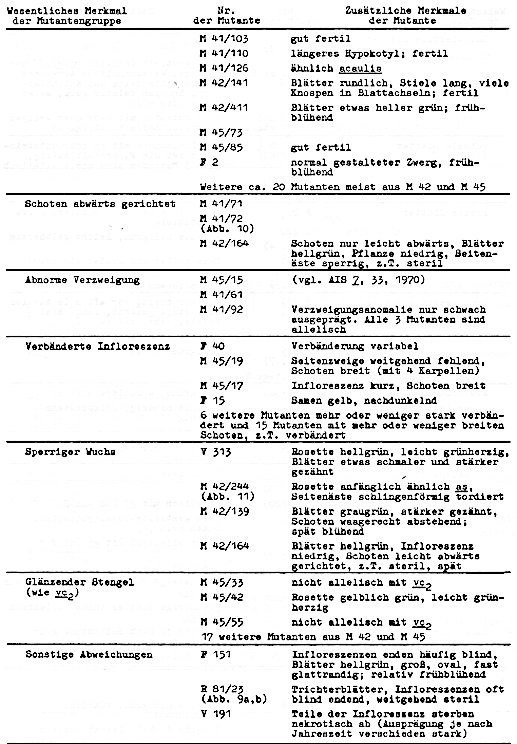 Wesentliches Merkmal Nr. Zusätzliche Merkmale
der Mutantengruppe der Mutante der Mutante
M 41/103 gut fertil
M 41/110 längeres Hypokotyl; fertil
M 41/126 ähnlich acaulis
M 42/141 Blätter rundlich, Stiele lang, viele
Knospen in Blattachseln; fertil
M 42/411 Blätter etwas heller grün; früh-
blühend
M 45/73
M 45/85 gut fertil
F 2 normal gestalteter Zwerg, früh-
blühend
Weitere ca. 20 Mutanten meist aus M 42 und M 45
Schoten abwärts gerichtet M 41/71
M 41/72
(Abb. 10)
M 42/164 Schoten nur leicht abwärts, Blätter
hellgrün, Pflanze niedrig, Seiten-
äste sperrig, z.T. steril
Abnorme Verzweigung M 45/15 (vgl. AIS 7, 33, 1970)
M 41/61
M 41/92 Verzweigungsanomalie nur schwach
ausgeprägt. Alle 3 Mutanten sind
allelisch
Verbänderte Infloreszenz F 40 Verbänderung variabel
M 45/19 Seitenzweige weitgehend fehlend,
Schoten breit (mit 4 Karpellen)
M 45/17 Infloreszenz kurz, Schoten breit
F 15 Samen gelb, nachdunkelnd
6 weitere Mutanten mehr oder weniger stark verbän-
dert und 15 Mutanten mit mehr oder weniger breiten
Schoten, z.T. verbändert
Sperriger Wuchs V 313 Rosette hellgrün, leicht grünherzig,
Blätter etwas schmaler und stärker
gezähnt
M 42/244 Rosette anfänglich ähnlich as,
(Abb. 11) Seitenäste schlingenförmig tordiert
M 42/139 Blätter graugrün, stärker gezähnt,
Schoten waagerecht abstehend;
spät blühend
M 42/164 Blätter hellgrün, Infloreszenz
niedrig, Schoten leicht abwärts
gerichtet, z.T. steril, spät
Glänzender Stengel M 45/33 nicht allelisch mit vc2
(wie vc2) M 45/42 Rosette gelblich grün, leicht grün-
herzig
M 45/55 nicht allelisch mit vc2
17 weitere Mutanten aus M 42 und M 45
Sonstige Abweichungen F 151 Infloreszenzen enden häufig blind,
Blätter hellgrün, groß, oval, fast
glattrandig; relativ frühblühend
R 81/23 Trichterblätter, Infloreszenzen oft
(Abb. 9a,b) blind endend, weitgehend steril
V 191 Teile der Infloreszenz sterben
nekrotisch ab (Ausprägung je nach
Jahreszeit verschieden stark)